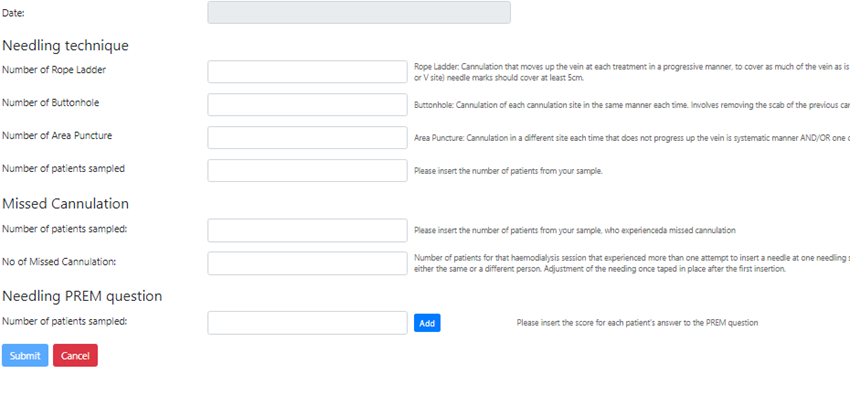 Date:
Needling technique
Number of Rope Ladder
Rope Ladder: Cannulation that moves up the vein at each treatment in a progressive manner, to cover as much of the vein as is
or V site) needle marks should cover at least 5cm.
Number of Buttonhole
Buttonhole: Cannulation of each cannulation site in the same manner each time. Involves removing the scab of the previous can
Number of Area Puncture
Area Puncture: Cannulation in a different site each time that does not progress up the vein is systematic manner AND/OR one
Number of patients sampled
Please insert the number of patients from your sample.
Missed Cannulation
Number of patients sampled:
Please insert the number of patients from your sample, who experienceda missed cannulation
No of Missed Cannulation:
Number of patients for that haemodialysis session that experienced more than one attempt to insert a needle at one needling
either the same or a different person. Adjustment of the needing once taped in place after the first insertion.
Needling PREM question
Number of patients sampled:
Add
Please insert the score for each patient's answer to the PREM question
Submit
Cancel